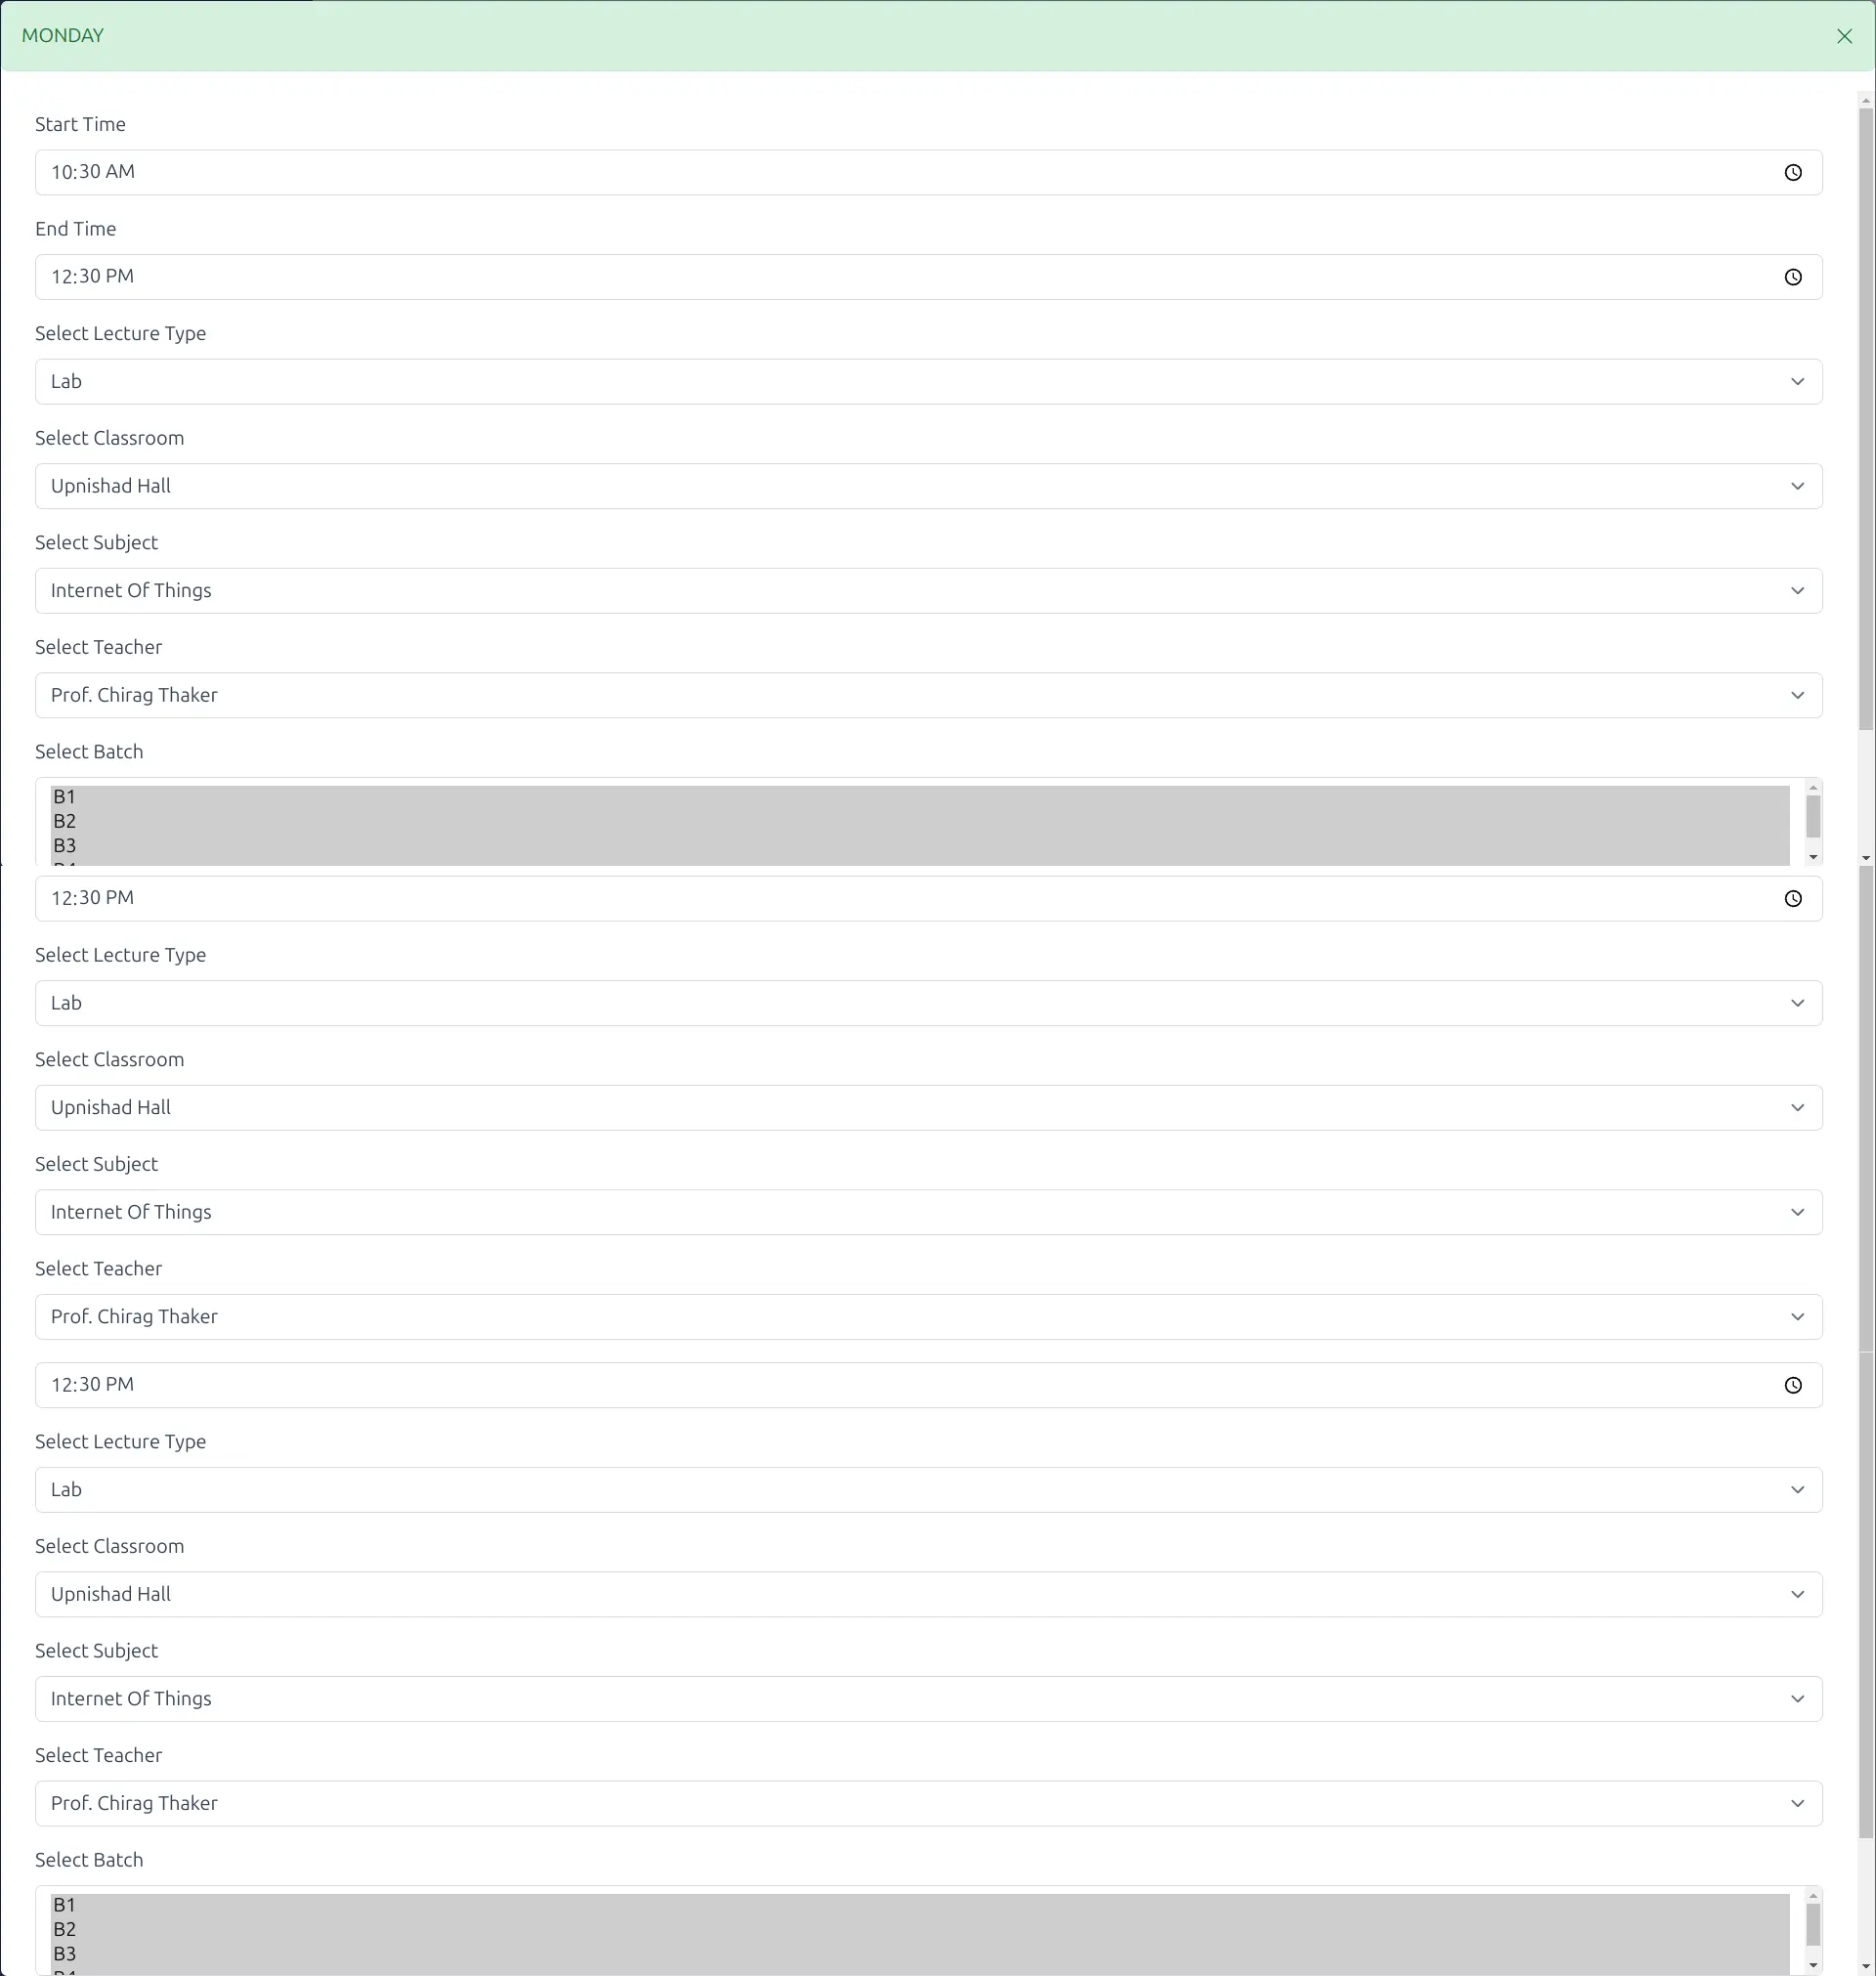 MONDAY
Start Time
10:30 AM
End Time
12:30 PM
Select Lecture Type
Lab
Select Classroom
Upnishad Hall
Select Subject
Internet Of Things
Select Teacher
Prof. Chirag Thaker
Select Batch
B1
B2
B3
12:30 PM
Select Lecture Type
Lab
Select Classroom
Upnishad Hall
Select Subject
Internet Of Things
Select Teacher
Prof. Chirag Thaker
12:30 PM
Select Lecture Type
Lab
Select Classroom
Upnishad Hall
Select Subject
Internet Of Things
Select Teacher
Prof. Chirag Thaker
Select Batch
B1
B2
B3